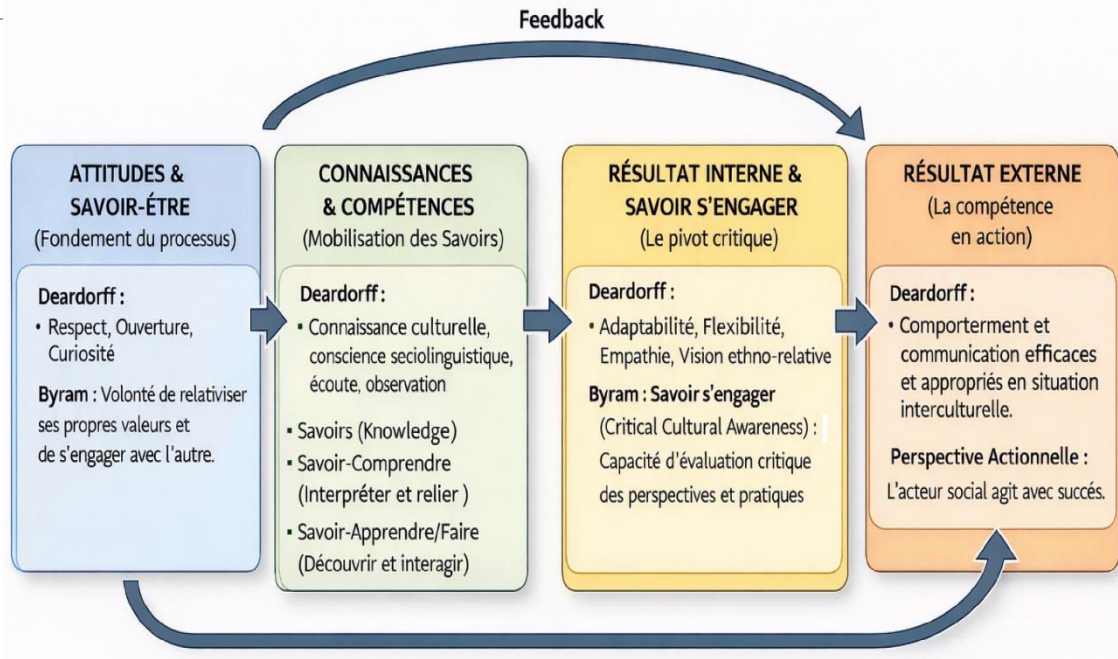 Feedback
ATTITUDES &
SAVOIR-ÉTRE
(Fondement du processus)
Deardorff :
• Respect, Ouverture,
Curiosité
Byram : Volonté de relativiser
ses propres valeurs et
de s'engager avec l'autre.
CONNAISSANCES
& COMPÉTENCES
(Mobilisation des Savoirs)
Deardorff :
• Connaissance culturelle,
conscience seciolinguistique,
écoute, observation
▪ Savoirs (Knowledge)
▪ Savoir-Comprendre
(Interpréter et relier )
▪ Savoir-Apprendre/Faire
(Découvrir et interagir)
RÉSULTAT INTERNE &
SAVOIR S'ENGAGER
(Le pivot critique)
Deardorff :
• Adaptabilité, Flexibilité,
Empathie, Vision ethno-relative
Byram : Savoir s'engager
(Critical Cultural Awareness) :
Capacité d'évaluation critique
des perspectives et pratiques
RÉSULTAT EXTERNE
(La compétence
en action)
Deardorff :
• Comporterment et
communication efficaces
et appropriés en situation
interculturelle.
Perspective Actionnelle :
L'acteur social agit avec succés.